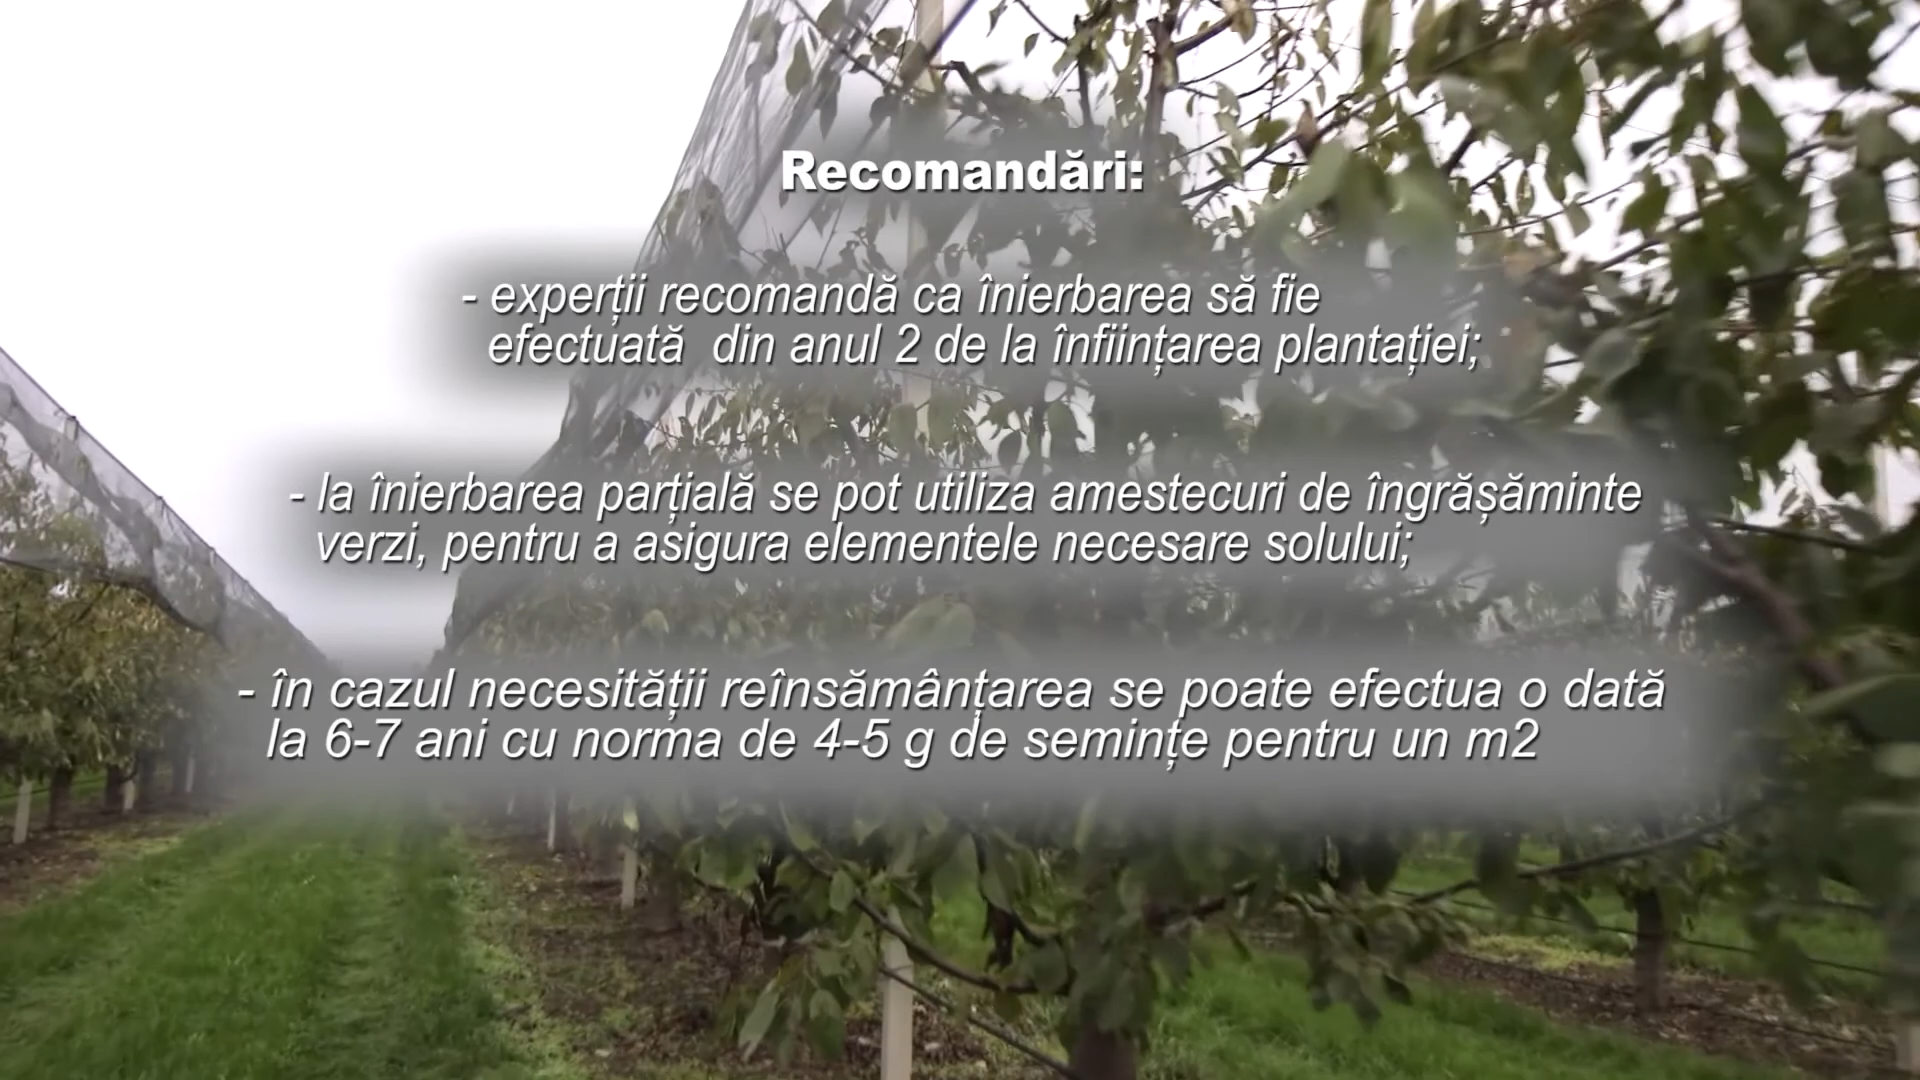 Recomandări:
- experții recomandă ca înierbarea să fie
efectuată din anul 2 de la înființarea plantației;
- la înierbarea parțială se pot utiliza amestecuri de îngrășăminte
verzi, pentru a asigura elementele necesare solului;
- în cazul necesității reînsămânțarea se poate efectua o dată
la 6-7 ani cu norma de 4-5 g de semințe pentru un m2